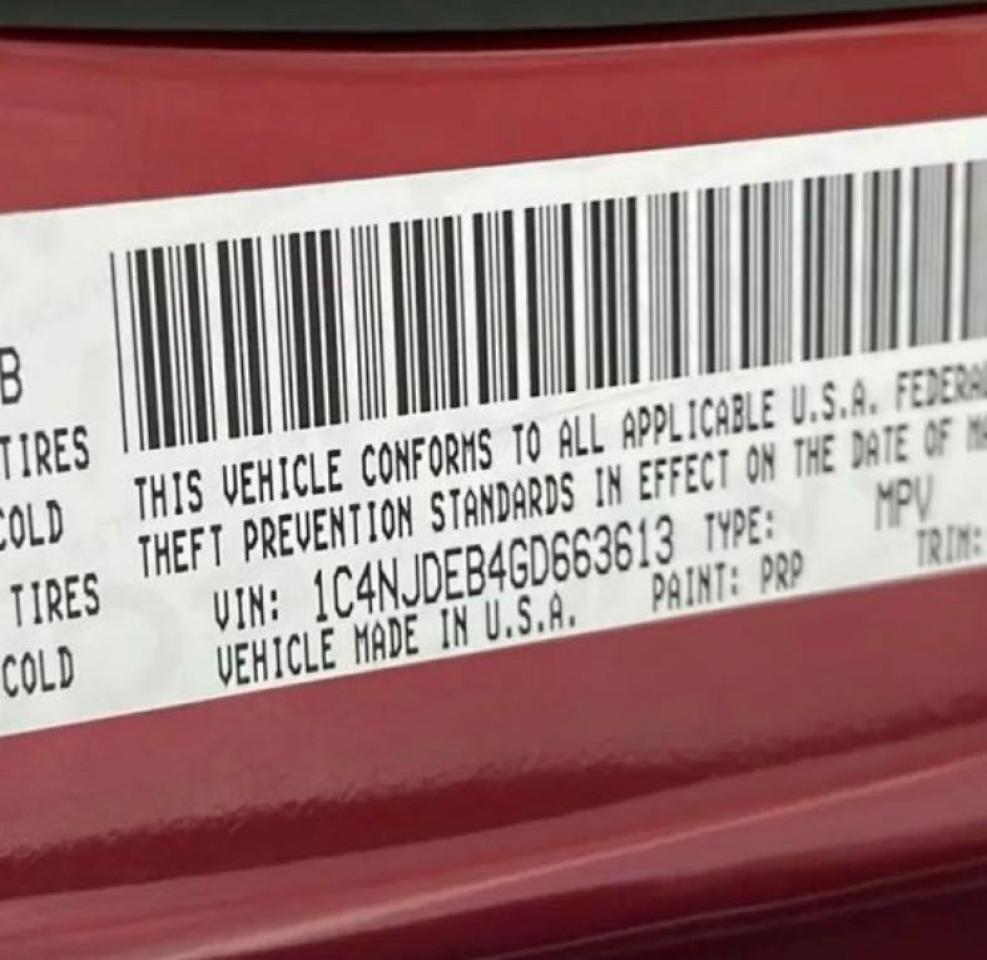 B
TIRES
COLD
TIRES
COLD
THIS VEHICLE CONFORMS TO ALL APPLICABLE U.S.A. FEDERAL
THEFT PREVENTION STANDARDS IN EFFECT ON THE DATE OF
VIN: 1C4NJDEB4GD663613 TYPE: MPV
VEHICLE MADE IN U.S.A. PAINT: PRP TRIM: